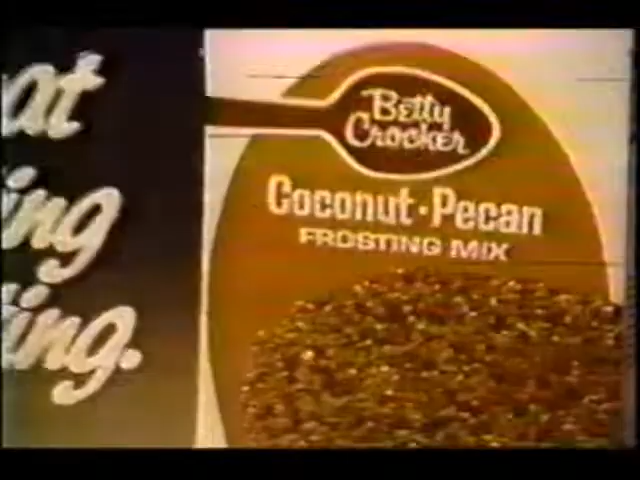 at
ing
ing.
Betty
Crocker
Coconut-Pecan
FROSTING MIX